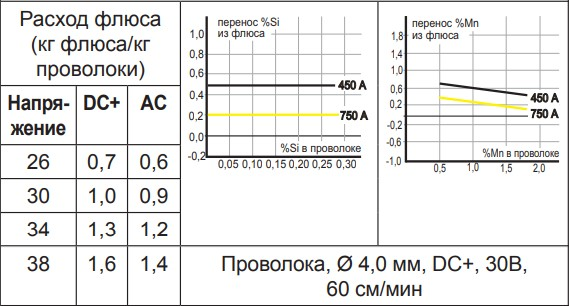 Расход флюса
(кг флюса/кг
проволоки)
Напря-
жение
DC+
AC
26
0,7
0,6
30
1,0
0,9
34
1,3
1,2
38
1,6
1,4
перенос %Si
из флюса
1,0
0,8
0,6
0,4
0,2
0,0
-0,2
450 A
750 A
%Si в проволоке
0,05 0,10 0,15 0,20 0,25 0,30
перенос %Mn
из флюса
1,8
1,4
1,0
0,6
0,2
-0,2
-0,6
-1,0
450 A
750 A
%Mn в проволоке
0,5 1,0 1,5 2,0
Проволока, Ø 4,0 мм, DC+, 30В,
60 см/мин